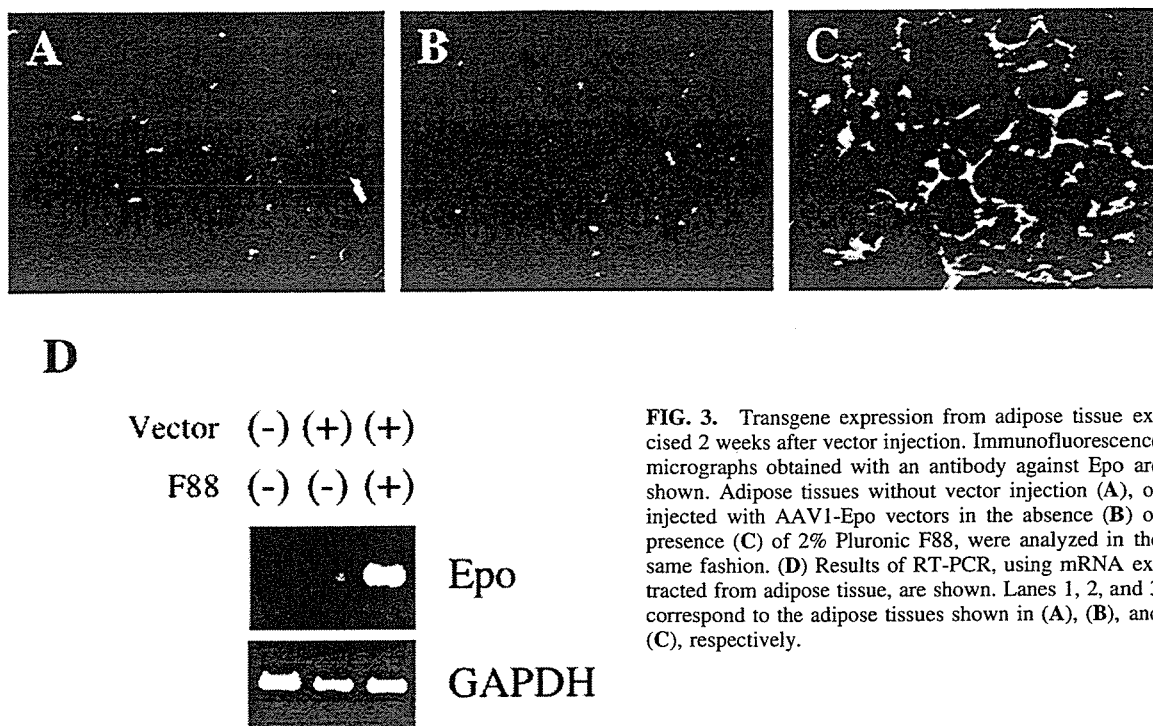 A
B
C
D
Vector (-) (+) (+)
F88 (-) (-) (+)
Epo
GAPDH
FIG. 3. Transgene expression from adipose tissue ex-
cised 2 weeks after vector injection. Immunofluorescence
micrographs obtained with an antibody against Epo are
shown. Adipose tissues without vector injection (A), o
injected with AAV1-Epo vectors in the absence (B) o
presence (C) of 2% Pluronic F88, were analyzed in the
same fashion. (D) Results of RT-PCR, using mRNA ex-
tracted from adipose tissue, are shown. Lanes 1, 2, and 3
correspond to the adipose tissues shown in (A), (B), and
(C), respectively.